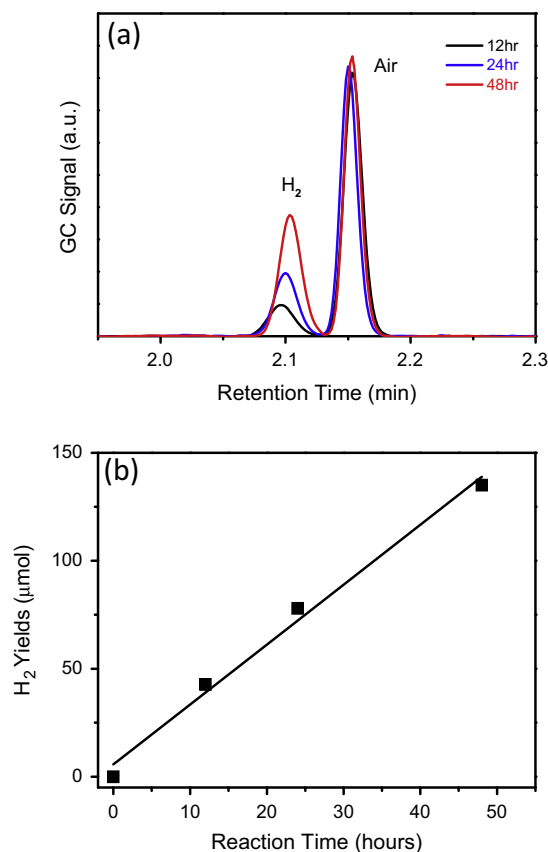 (a)
12hr
24hr
48hr
Air
H₂
GC Signal (a.u.)
2.0 2.1 2.2 2.3
Retention Time (min)
(b)
150
100
50
0
H₂ Yields (μmol)
0 10 20 30 40 50
Reaction Time (hours)